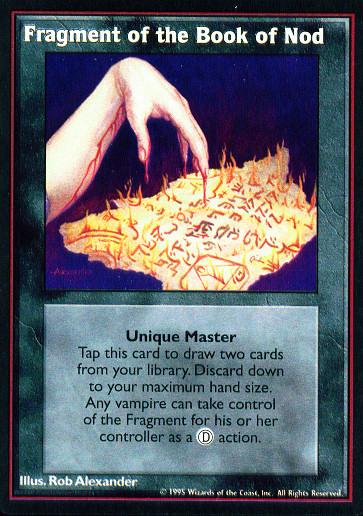 Fragment of the Book of Nod
Alexander
Unique Master
Tap this card to draw two cards
from your library. Discard down
to your maximum hand size.
Any vampire can take control
of the Fragment for his or her
controller as a Ⓓ action.
Illus. Rob Alexander
© 1995 Wizards of the Coast, Inc. All Rights Reserved.